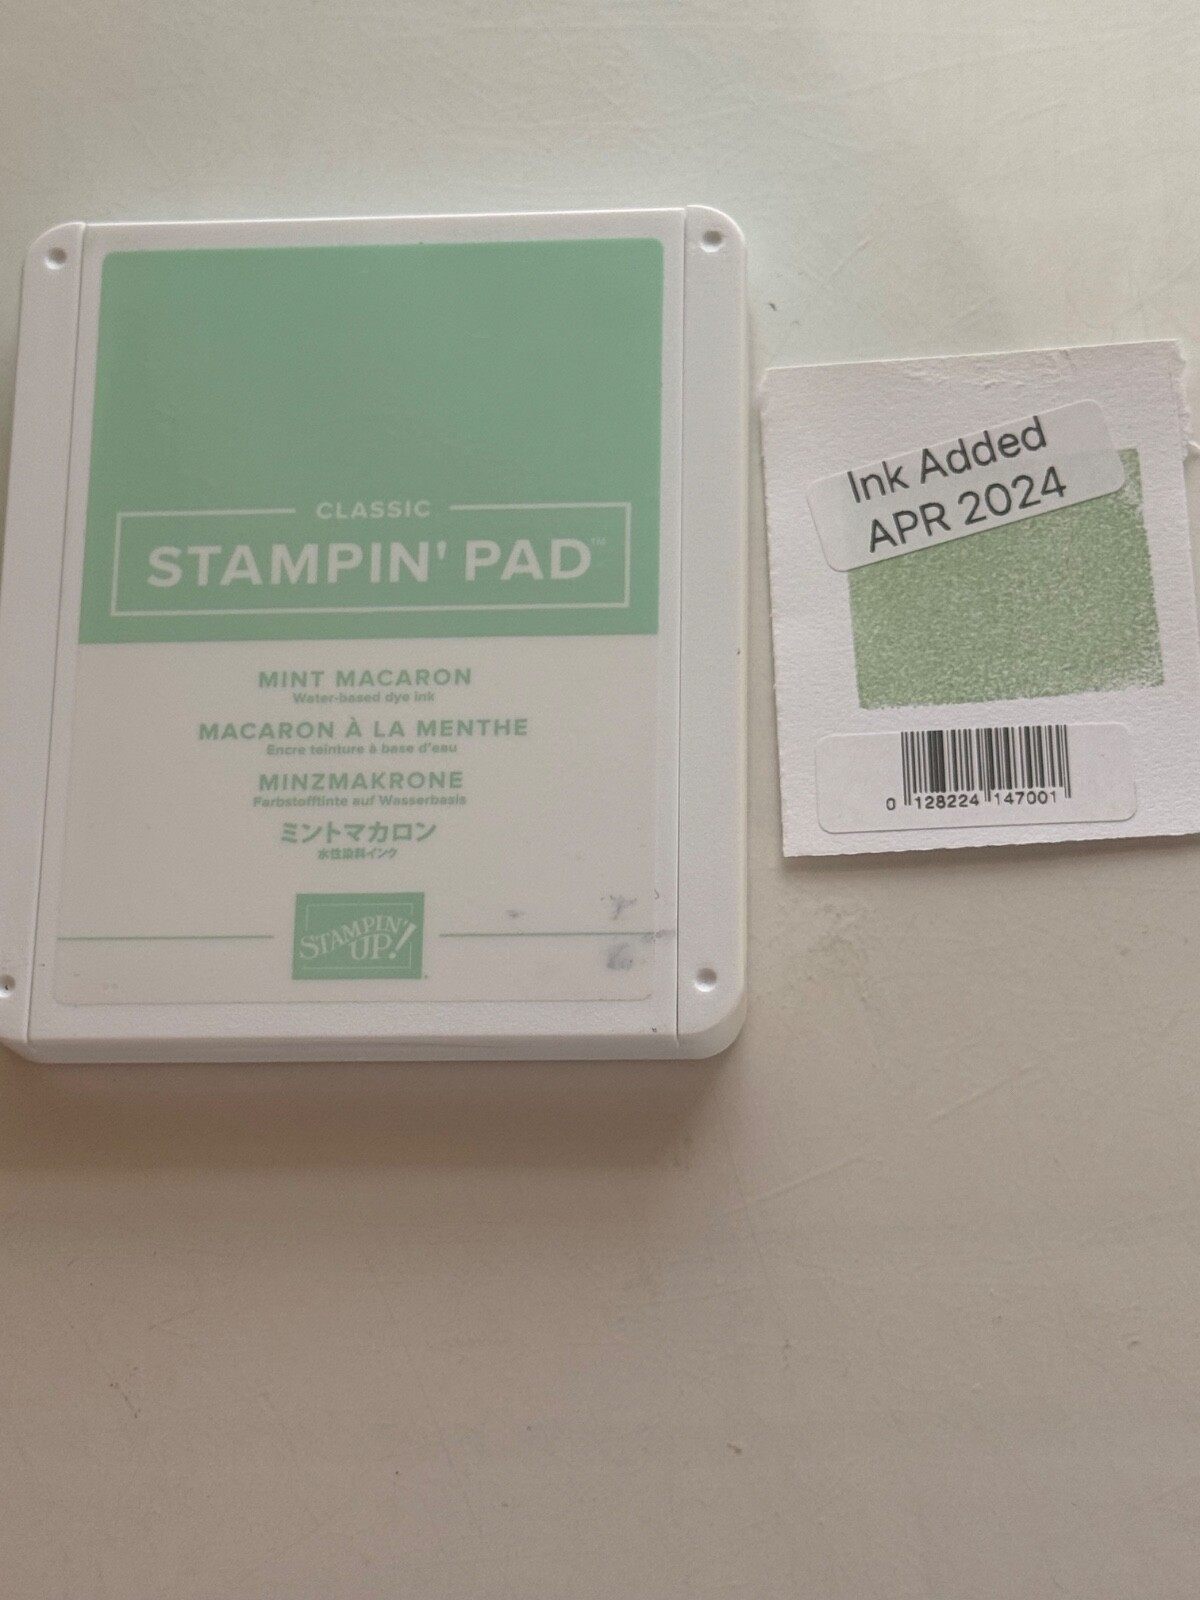 CLASSIC
STAMPIN' PAD™
MINT MACARON
Water-based dye ink
MACARON À LA MENTHE
Encre teinture à base d'eau
MINZMAKRONE
Farbstofftinte auf Wasserbasis
ミントマカロン
水性染料インク
STAMPIN'
UP!
Ink Added
APR 2024
0 128224 147001